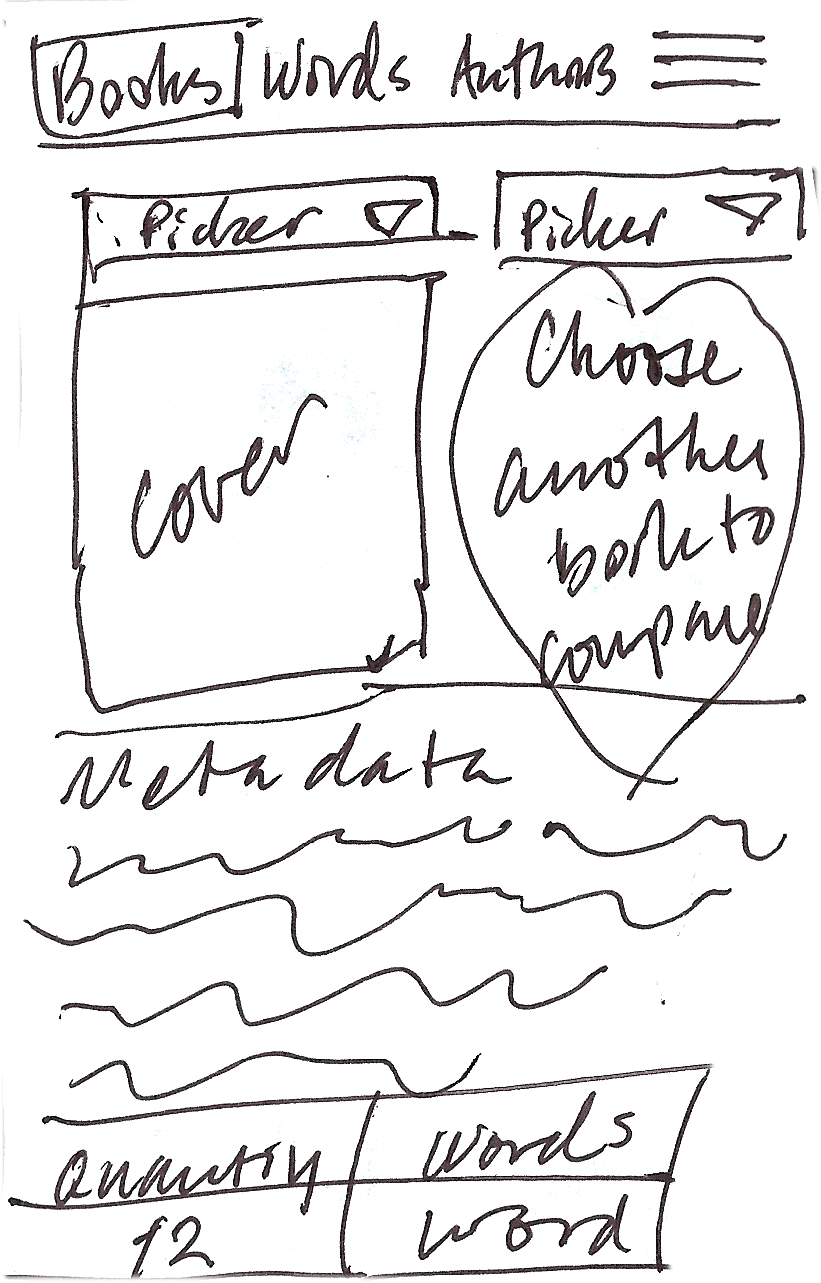 Books Words Authors
Picker Picker
Cover
Choose
another
book to
compare
Metadata
Quantity Words
12 word